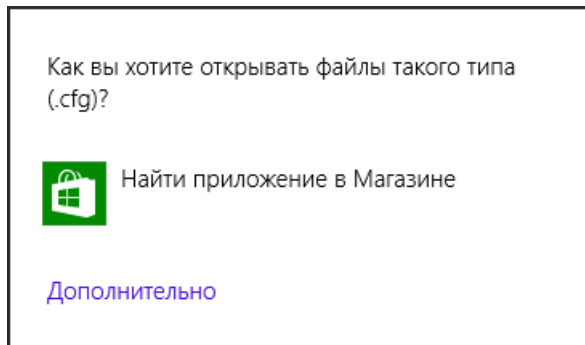 Как вы хотите открывать файлы такого типа
(.cfg)?
Найти приложение в Магазине
Дополнительно